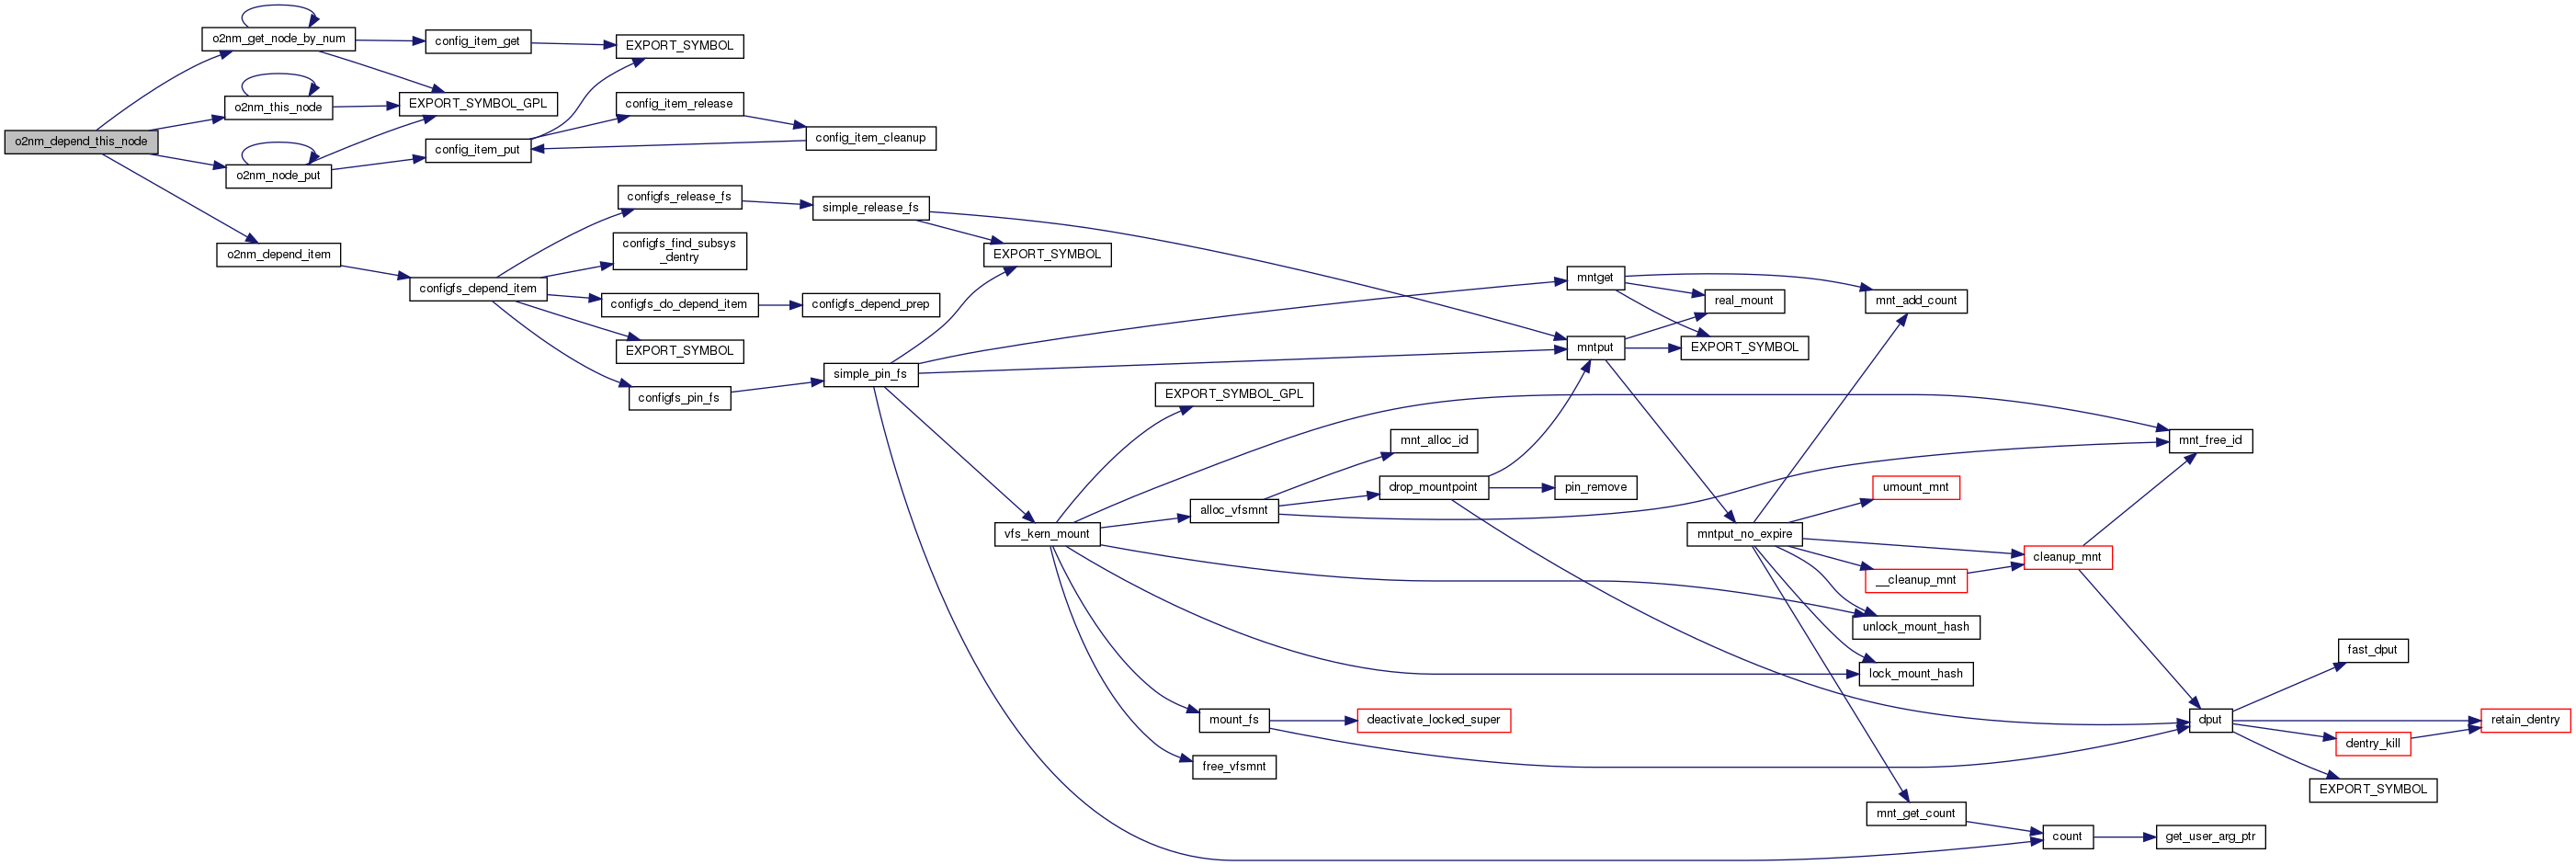 o2nm_depend_this_node
o2nm_get_node_by_num
o2nm_this_node
o2nm_node_put
o2nm_depend_item
config_item_get
EXPORT_SYMBOL_GPL
config_item_put
configfs_depend_item
EXPORT_SYMBOL
config_item_release
config_item_cleanup
configfs_release_fs
configfs_find_subsys
_dentry
configfs_do_depend_item
EXPORT_SYMBOL
configfs_pin_fs
simple_release_fs
configfs_depend_prep
simple_pin_fs
EXPORT_SYMBOL
vfs_kern_mount
EXPORT_SYMBOL_GPL
alloc_vfsmnt
mount_fs
free_vfsmnt
mnt_alloc_id
drop_mountpoint
deactivate_locked_super
mntget
mntput
pin_remove
real_mount
EXPORT_SYMBOL
mntput_no_expire
mnt_add_count
umount_mnt
__cleanup_mnt
unlock_mount_hash
lock_mount_hash
mnt_get_count
cleanup_mnt
count
mnt_free_id
dput
get_user_arg_ptr
fast_dput
dentry_kill
EXPORT_SYMBOL
retain_dentry